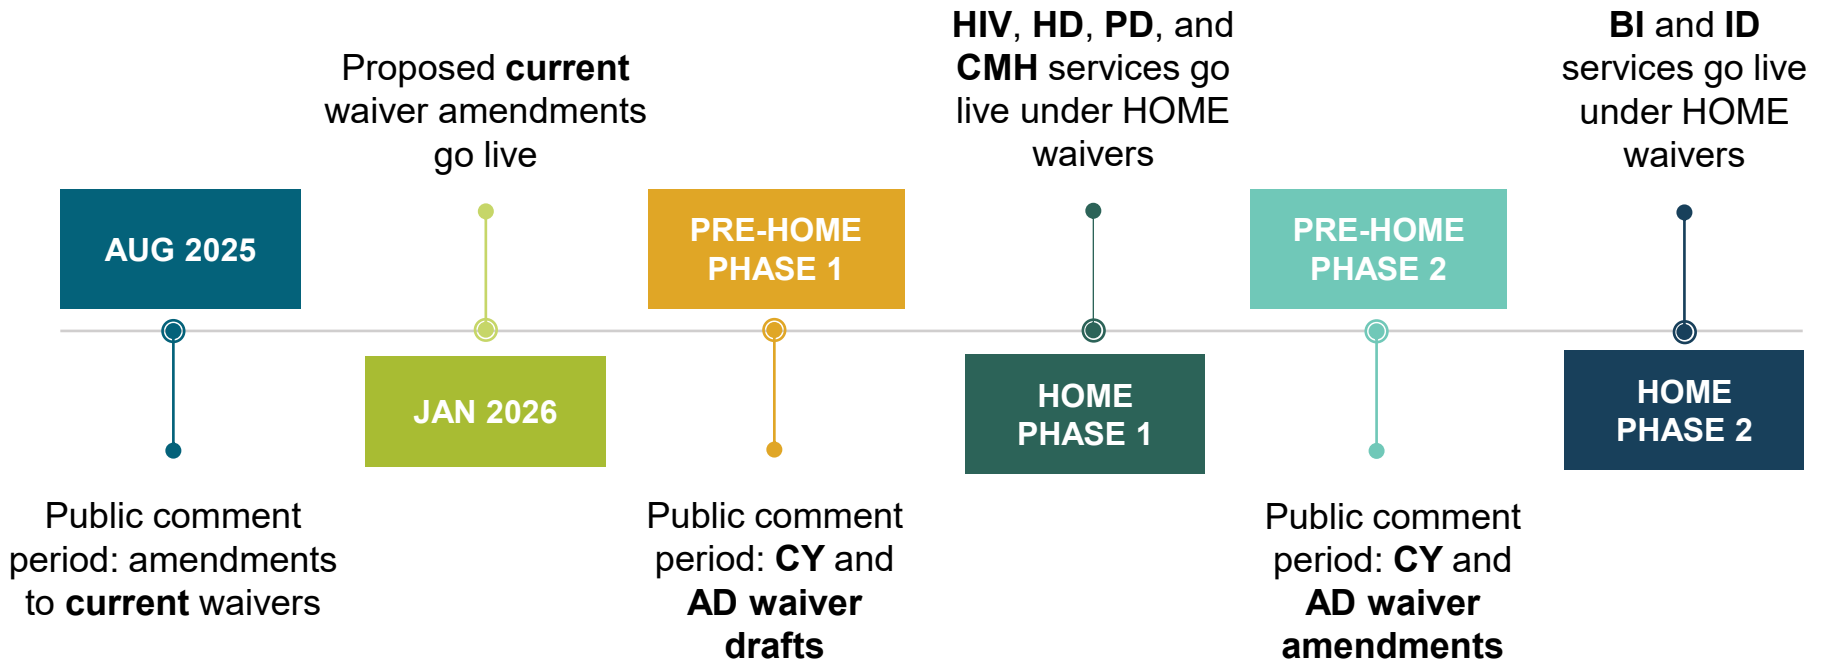 AUG 2025
Public comment
period: amendments
to current waivers
Proposed current
waiver amendments
go live
JAN 2026
PRE-HOME
PHASE 1
Public comment
period: CY and
AD waiver
drafts
HIV, HD, PD, and
CMH services go
live under HOME
waivers
HOME
PHASE 1
PRE-HOME
PHASE 2
Public comment
period: CY and
AD waiver
amendments
BI and ID
services go live
under HOME
waivers
HOME
PHASE 2